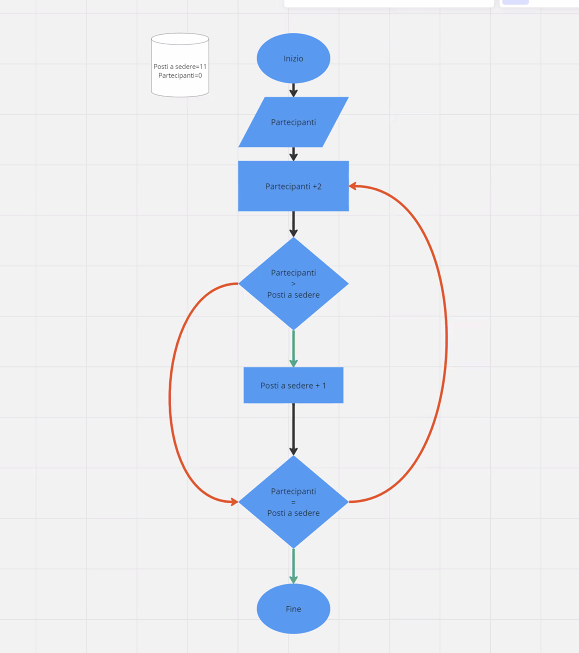 Posti a sedere=11
Partecipanti=0
Inizio
Partecipanti
Partecipanti +2
Partecipanti
>
Posti a sedere
Posti a sedere + 1
Partecipanti
=
Posti a sedere
Fine